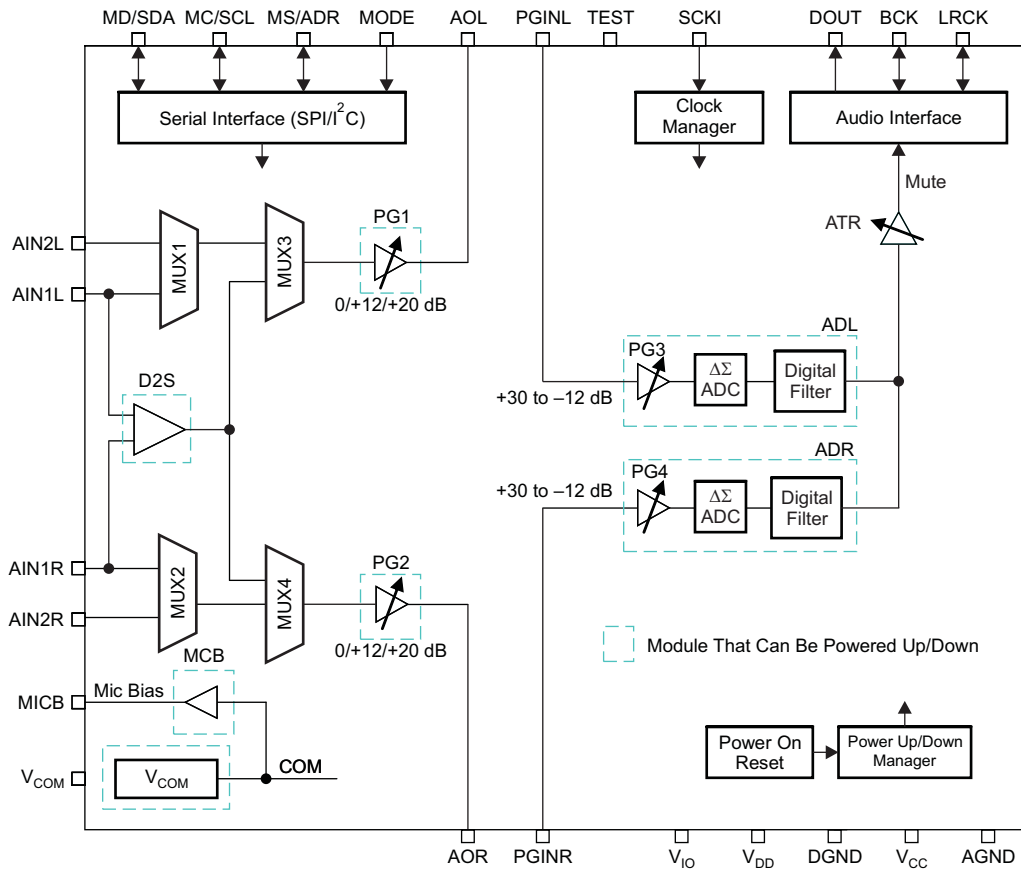 MD/SDA MC/SCL MS/ADR MODE AOL PGINL TEST SCKI DOUT BCK LRCK
Serial Interface (SPI/I²C)
Clock
Manager
Audio Interface
Mute
ATR
PG1
AIN2L
MUX1
MUX3
AIN1L
0/+12/+20 dB
ADL
D2S
PG3
ΔΣ
ADC
Digital
Filter
+30 to –12 dB
ADR
+30 to –12 dB
PG4
ΔΣ
ADC
Digital
Filter
AIN1R
MUX2
MUX4
PG2
AIN2R
0/+12/+20 dB
Module That Can Be Powered Up/Down
MCB
MICB
Mic Bias
Power On
Reset
Power Up/Down
Manager
VCOM
VCOM
COM
AOR PGINR VIO VDD DGND VCC AGND